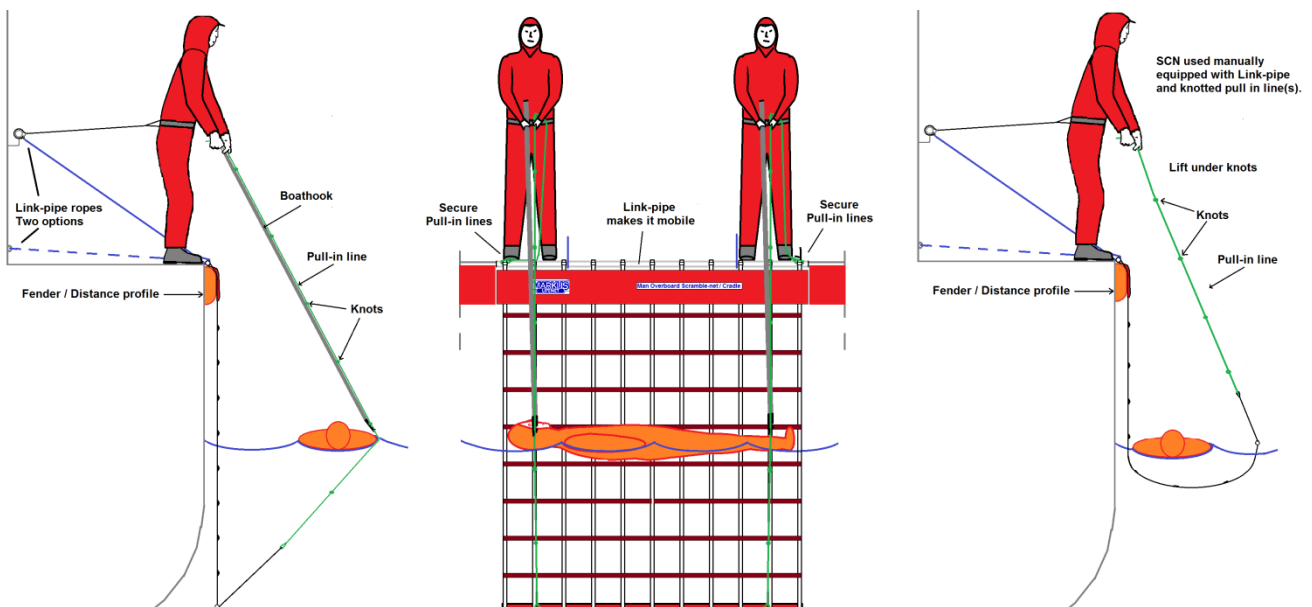 Link-pipe ropes
Two options
Boathook
Pull-in line
Fender / Distance profile
Knots
Secure
Pull-in lines
Link-pipe
makes it mobile
Secure
Pull-in lines
MARKUS
LIFENET
Man Overboard Scramble-net / Cradle
SCN used manually
equipped with Link-pipe
and knotted pull in line(s).
Lift under knots
Knots
Pull-in line
Fender / Distance profile